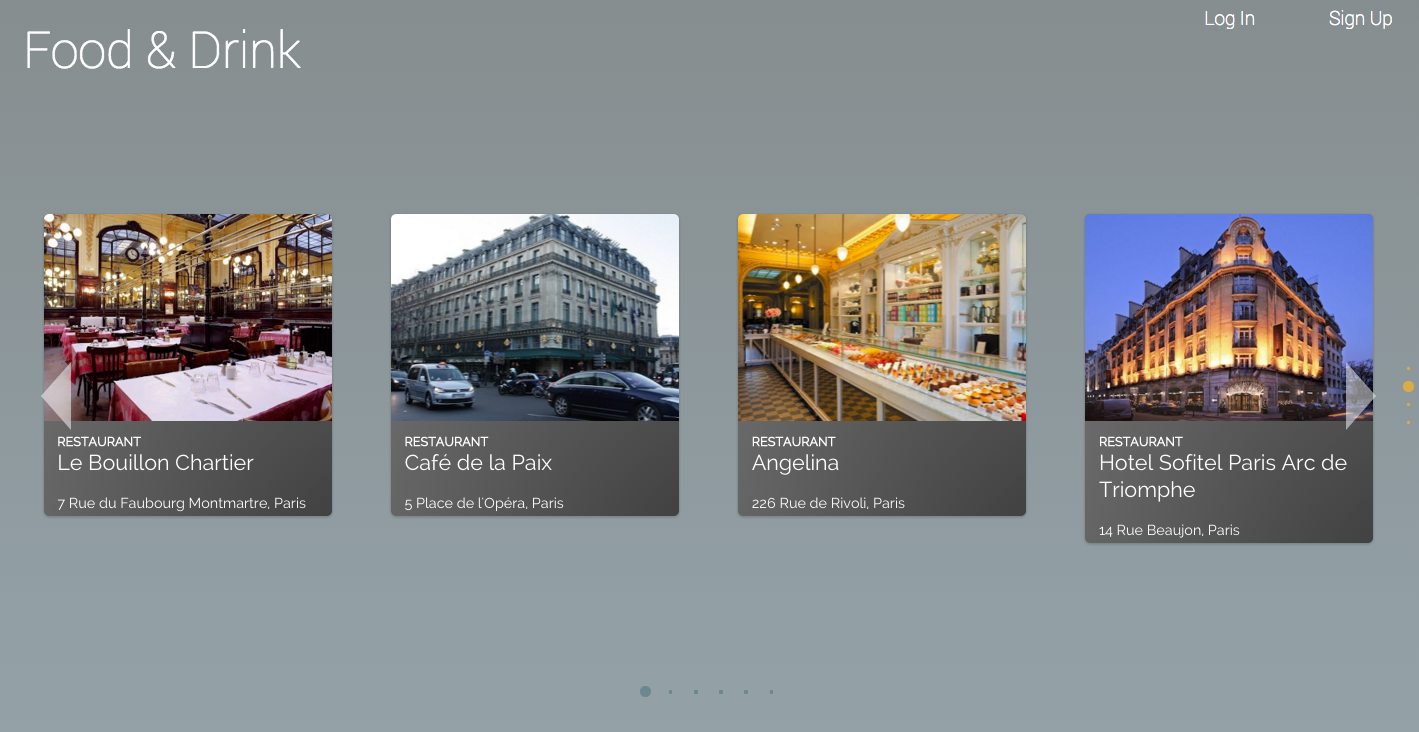 Log In
Sign Up
Food & Drink
RESTAURANT
Le Bouillon Chartier
7 Rue du Faubourg Montmartre, Paris
RESTAURANT
Café de la Paix
5 Place de l'Opéra, Paris
RESTAURANT
Angelina
226 Rue de Rivoli, Paris
RESTAURANT
Hotel Sofitel Paris Arc de
Triomphe
14 Rue Beaujon, Paris